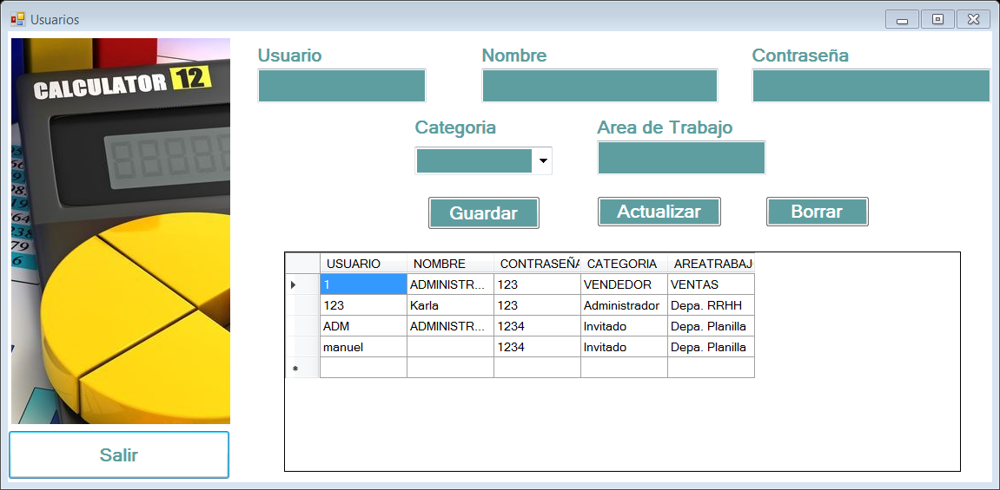 Usuarios
CALCULATOR 12
Usuario Nombre Contraseña
Categoria Area de Trabajo
Guardar Actualizar Borrar
USUARIO NOMBRE CONTRASEÑA CATEGORIA AREATRABAJ
1 ADMINISTR... 123 VENDEDOR VENTAS
123 Karla 123 Administrador Depa. RRHH
ADM ADMINISTR... 1234 Invitado Depa. Planilla
manuel 1234 Invitado Depa. Planilla
Salir